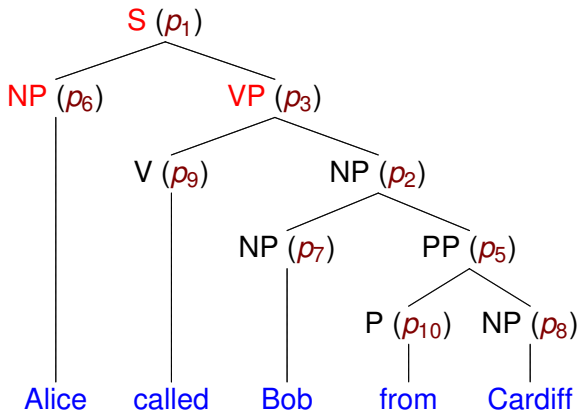 S (p1)
NP (p6) VP (p3)
V (p9) NP (p2)
NP (p7) PP (p5)
P (p10) NP (p8)
Alice called Bob from Cardiff